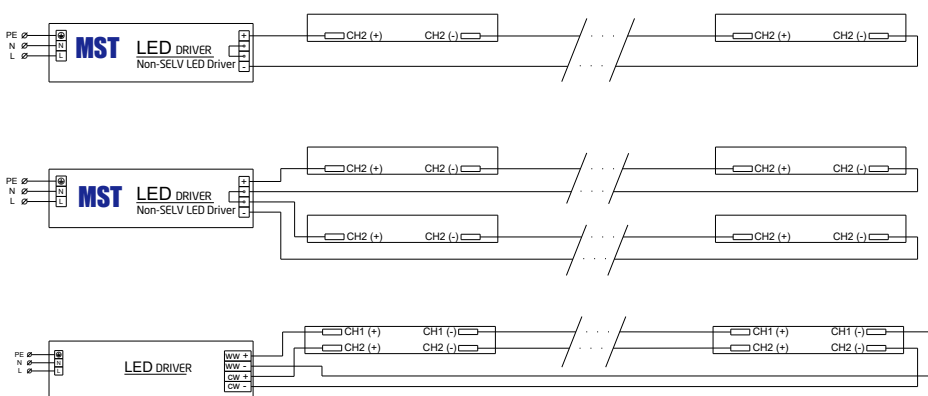 PE
N
L
N
L
MST
LED DRIVER
Non-SELV LED Driver
+
-
CH2 (+)
CH2 (-)
. . .
. . .
CH2 (+)
CH2 (-)
PE
N
L
N
L
MST
LED DRIVER
Non-SELV LED Driver
+
-
CH2 (+)
CH2 (-)
. . .
. . .
CH2 (+)
CH2 (-)
CH2 (+)
CH2 (-)
. . .
. . .
CH2 (+)
CH2 (-)
PE
N
L
N
L
LED DRIVER
WW +
WW -
CW +
CW -
CH1 (+)
CH1 (-)
CH2 (+)
CH2 (-)
. . .
. . .
CH1 (+)
CH1 (-)
CH2 (+)
CH2 (-)